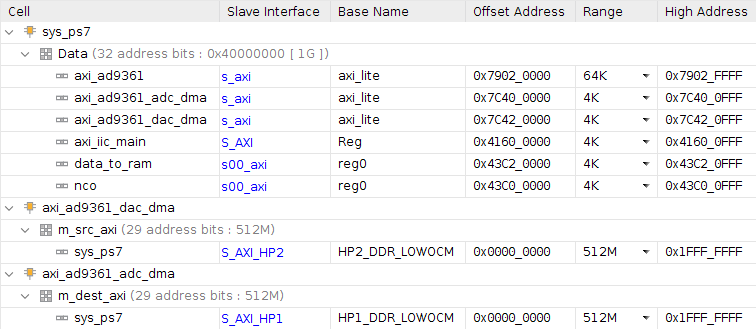 Cell Slave Interface Base Name Offset Address Range High Address
sys_ps7
Data (32 address bits : 0x40000000 [ 1G ])
axi_ad9361 s_axi axi_lite 0x7902_0000 64K 0x7902_FFFF
axi_ad9361_adc_dma s_axi axi_lite 0x7C40_0000 4K 0x7C40_0FFF
axi_ad9361_dac_dma s_axi axi_lite 0x7C42_0000 4K 0x7C42_0FFF
axi_iic_main S_AXI Reg 0x4160_0000 4K 0x4160_0FFF
data_to_ram s00_axi reg0 0x43C2_0000 4K 0x43C2_0FFF
nco s00_axi reg0 0x43C0_0000 4K 0x43C0_0FFF
axi_ad9361_dac_dma
m_src_axi (29 address bits : 512M)
sys_ps7 S_AXI_HP2 HP2_DDR_LOWOCM 0x0000_0000 512M 0x1FFF_FFFF
axi_ad9361_adc_dma
m_dest_axi (29 address bits : 512M)
sys_ps7 S_AXI_HP1 HP1_DDR_LOWOCM 0x0000_0000 512M 0x1FFF_FFFF